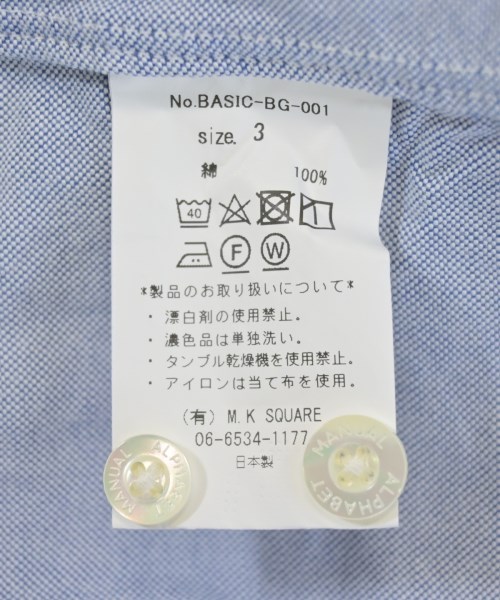 No.BASIC-BG-001
size. 3
綿 100%
40
F W
*製品のお取り扱いについて*
・漂白剤の使用禁止。
・濃色品は単独洗い。
・タンブル乾燥機を使用禁止。
・アイロンは当て布を使用。
(有) M.K SQUARE
06-6534-1177
日本製
MANUAL ALPHABET
MANUAL ALPHABET